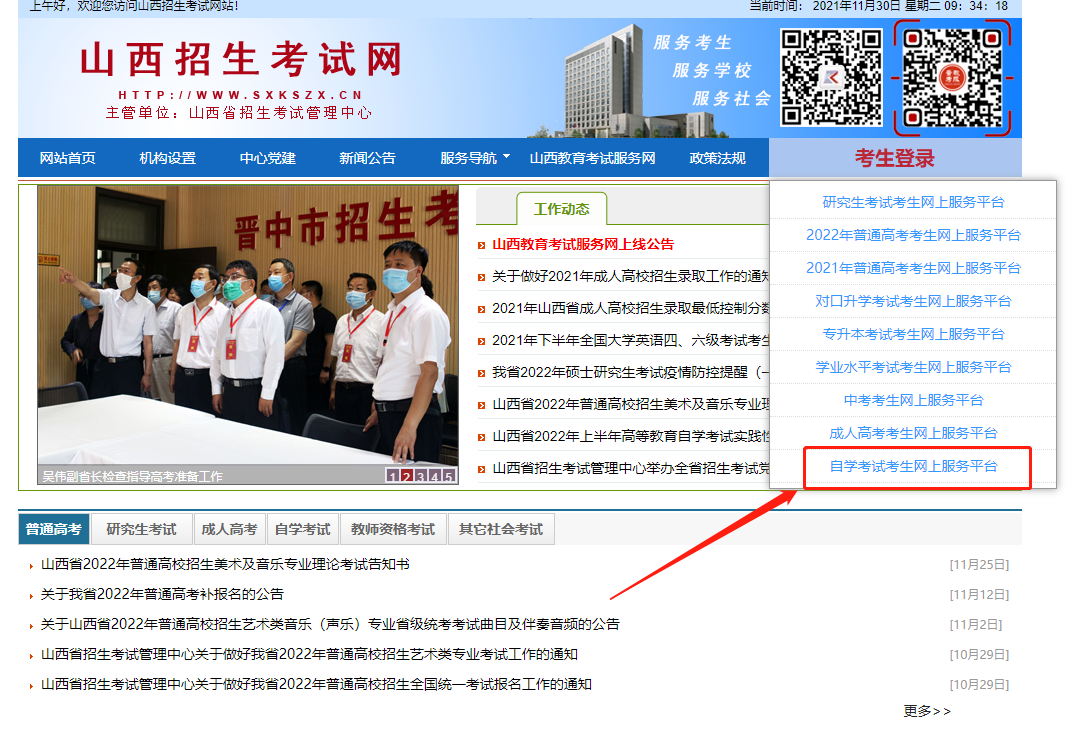 上午好，欢迎您访问山西招生考试网站!
当前时间： 2021年11月30日 星期二 09：34：18
山西招生考试网
HTTP://WWW.SXKSZX.CN
主管单位：山西省招生考试管理中心
服务考生
服务学校
服务社会
网站首页 机构设置 中心党建 新闻公告 服务导航 山西教育考试服务网 政策法规 考生登录
晋中市招生考
吴伟副省长检查指导高考准备工作
1 2 3 4 5
工作动态
山西教育考试服务网上线公告
关于做好2021年成人高校招生录取工作的通知
2021年山西省成人高校招生录取最低控制分数
2021年下半年全国大学英语四、六级考试考生
我省2022年硕士研究生考试疫情防控提醒（一
山西省2022年普通高校招生美术及音乐专业理
山西省2022年上半年高等教育自学考试实践性
山西省招生考试管理中心举办全省招生考试党
研究生考试考生网上服务平台
2022年普通高考考生网上服务平台
2021年普通高考考生网上服务平台
对口升学考试考生网上服务平台
专升本考试考生网上服务平台
学业水平考试考生网上服务平台
中考考生网上服务平台
成人高考考生网上服务平台
自学考试考生网上服务平台
普通高考 研究生考试 成人高考 自学考试 教师资格考试 其它社会考试
山西省2022年普通高校招生美术及音乐专业理论考试告知书 [11月25日]
关于我省2022年普通高考补报名的公告 [11月12日]
关于山西省2022年普通高校招生艺术类音乐（声乐）专业省级统考考试曲目及伴奏音频的公告 [11月2日]
山西省招生考试管理中心关于做好我省2022年普通高校招生艺术类专业考试工作的通知 [10月29日]
山西省招生考试管理中心关于做好我省2022年普通高校招生全国统一考试报名工作的通知 [10月29日]
更多>>